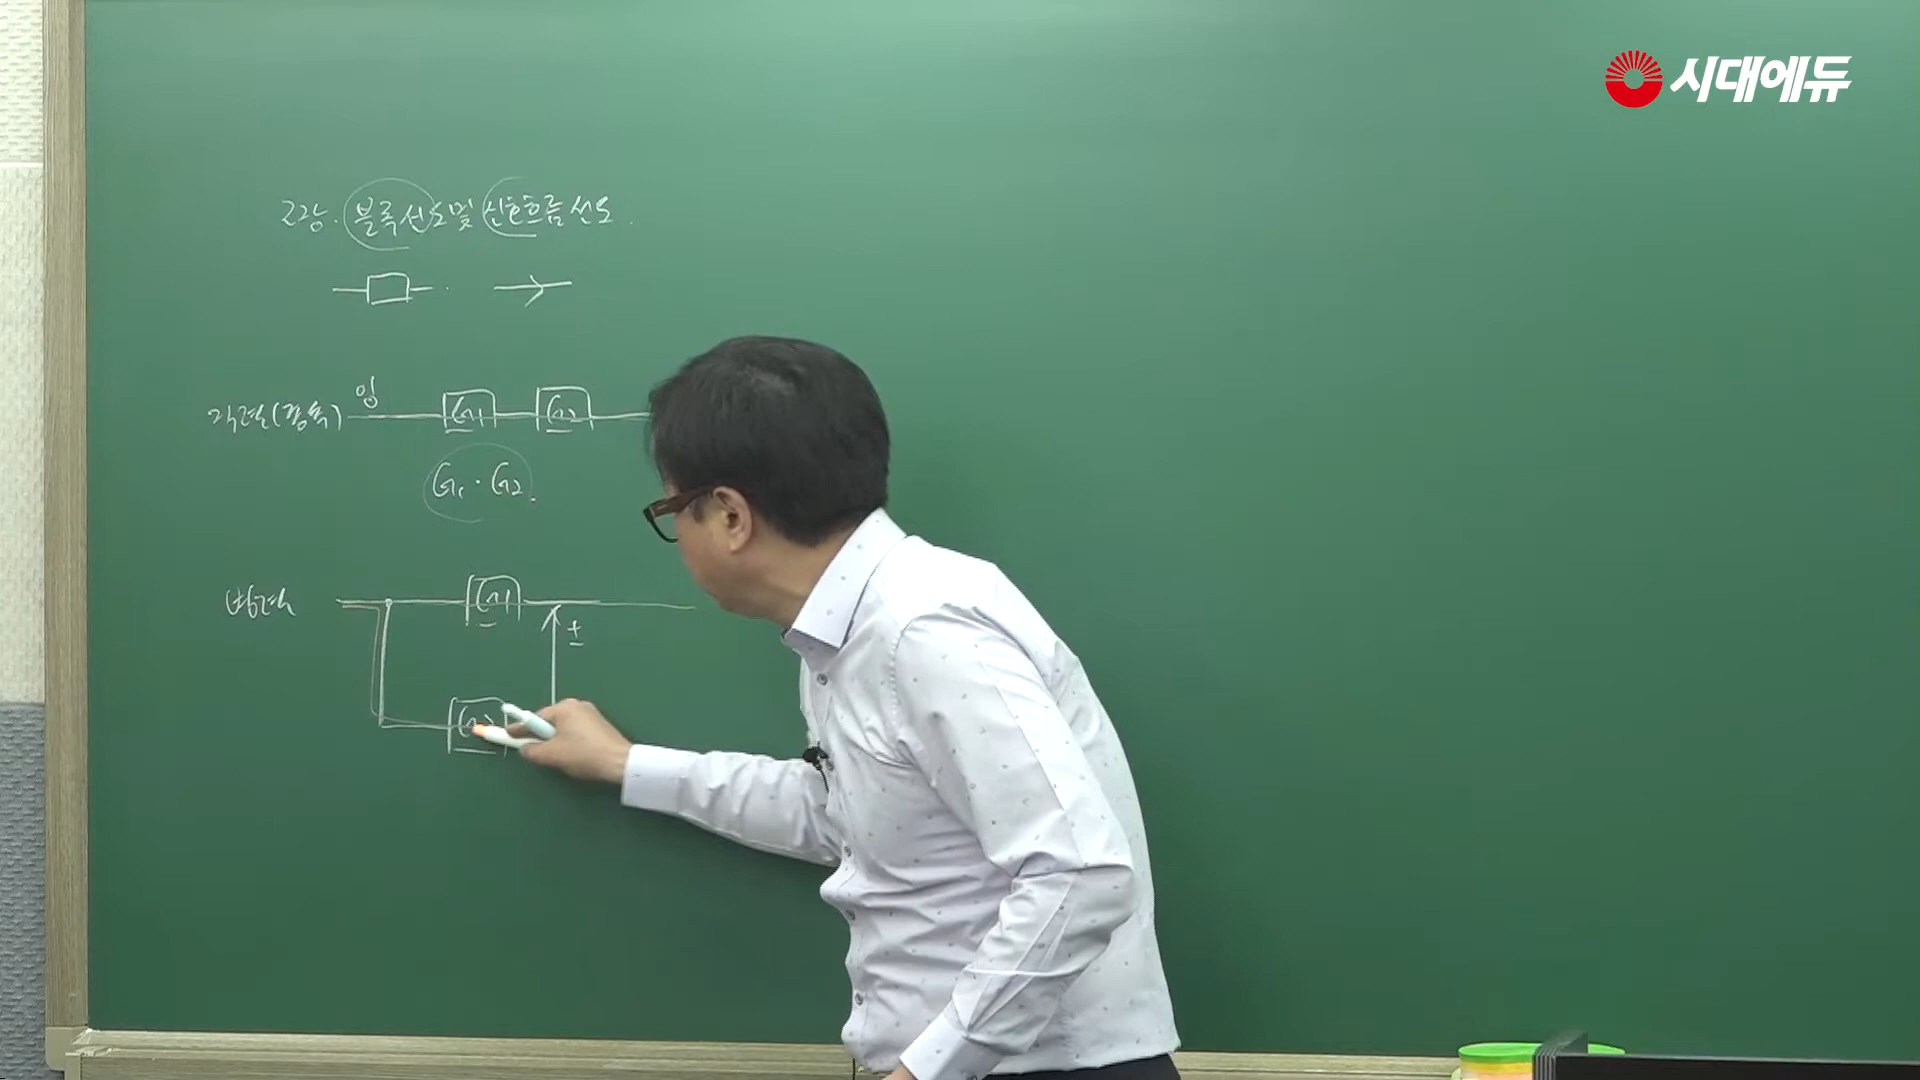 시대에듀
2강. 블록선도 및 신호흐름선도.
직렬(종속) 입 G1 G2
G1 · G2.
병렬 G1
±
G2